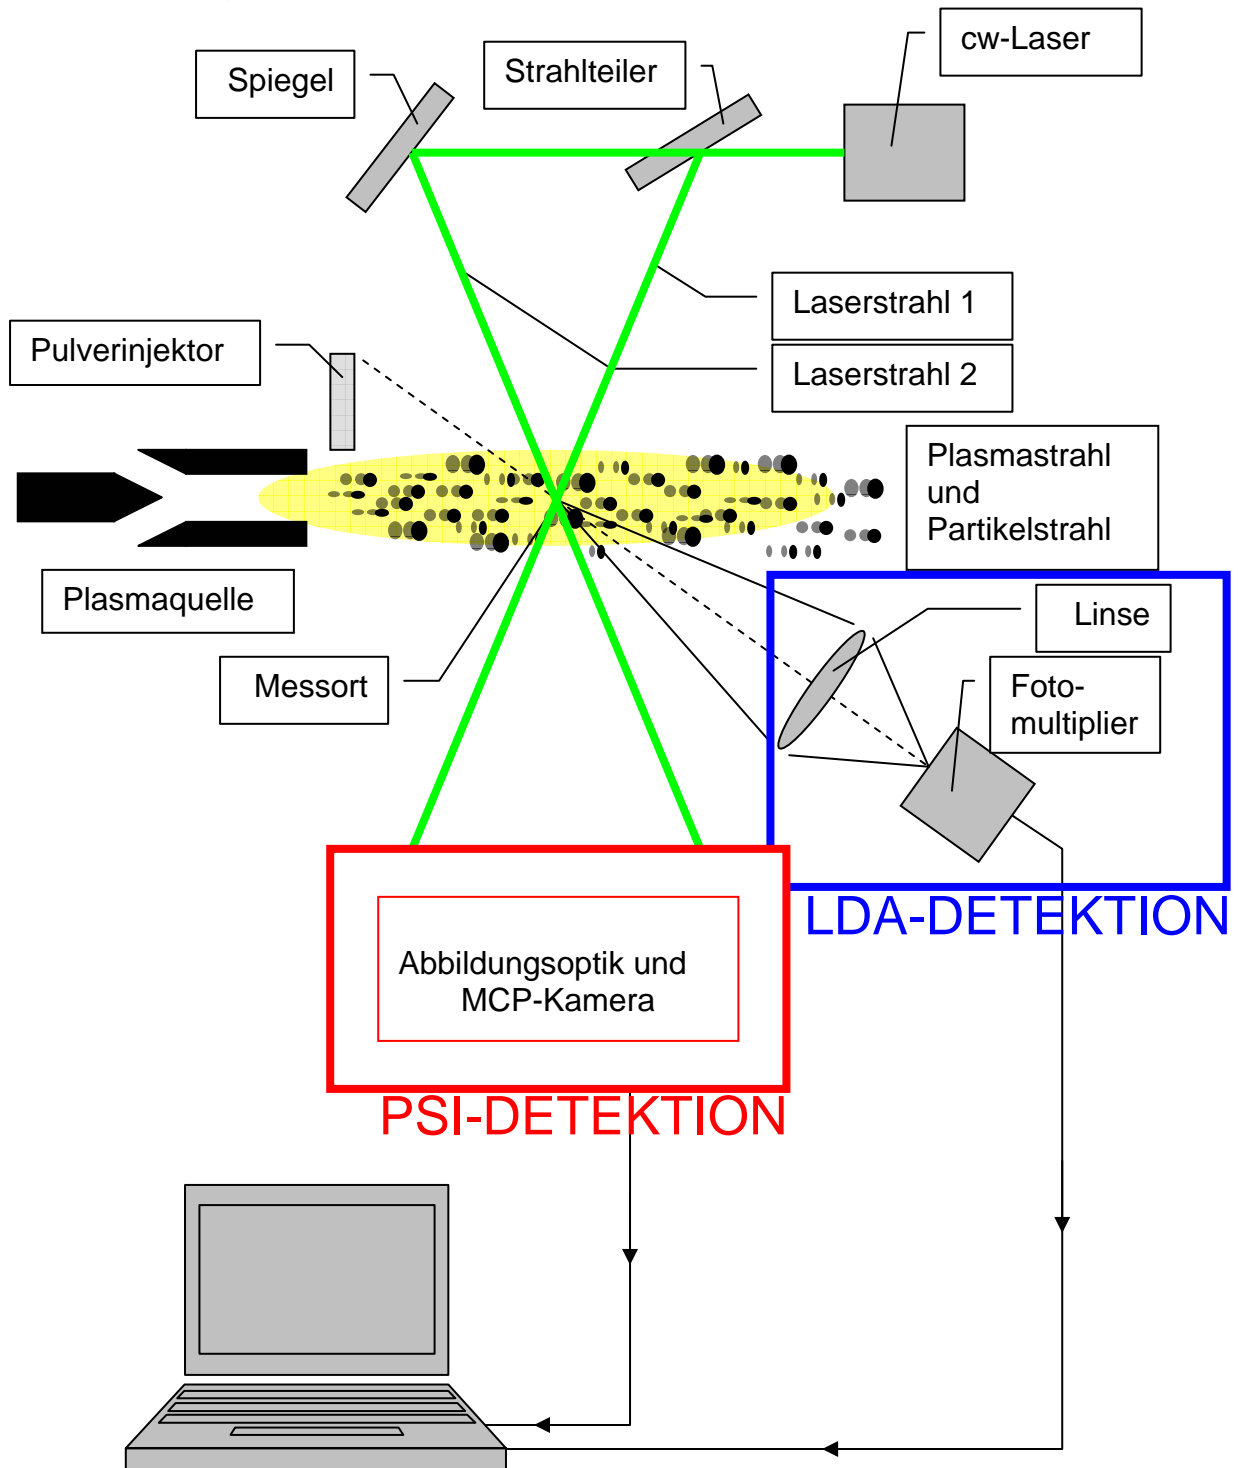 cw-Laser
Strahlteiler
Spiegel
Laserstrahl 1
Pulverinjektor
Laserstrahl 2
Plasmastrahl
und
Partikelstrahl
Plasmaquelle
Linse
Messort
Foto-
multiplier
LDA-DETEKTION
Abbildungsoptik und
MCP-Kamera
PSI-DETEKTION